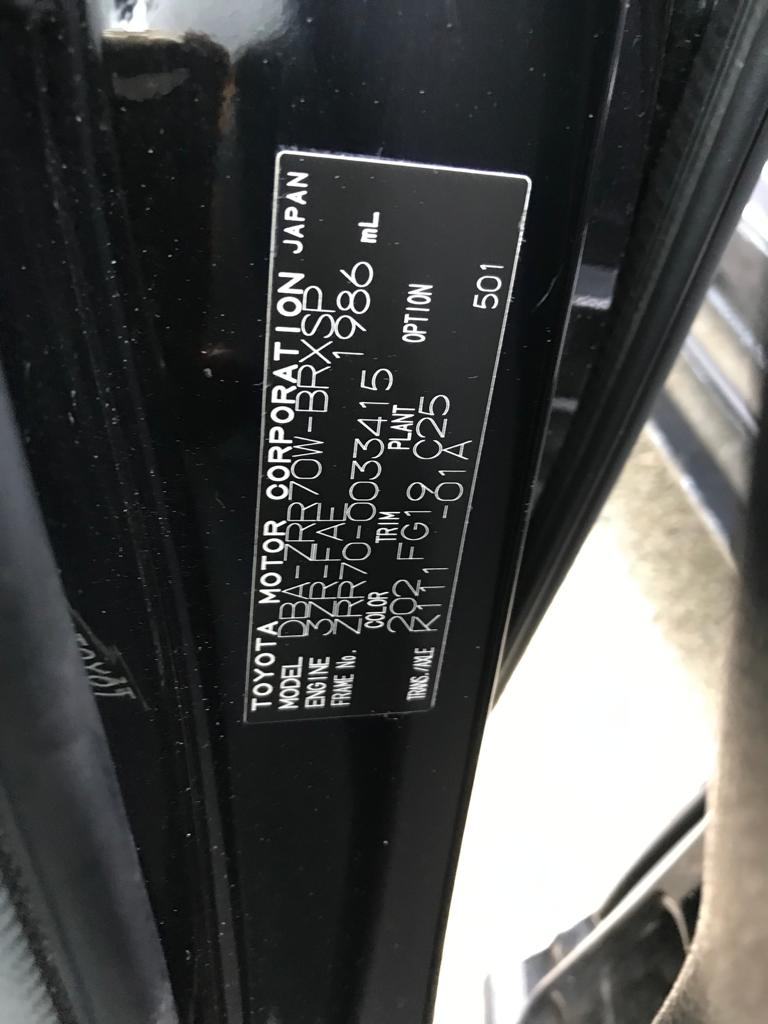 TOYOTA MOTOR CORPORATION JAPAN
MODEL DBA-ZRR70W-BRXSP
ENGINE 3ZR-FAE 1986 mL
FRAME No. ZRR70-0033415
COLOR TRIM PLANT OPTION
202 FG19 C25
TRANS./AXLE K111 -01A 501